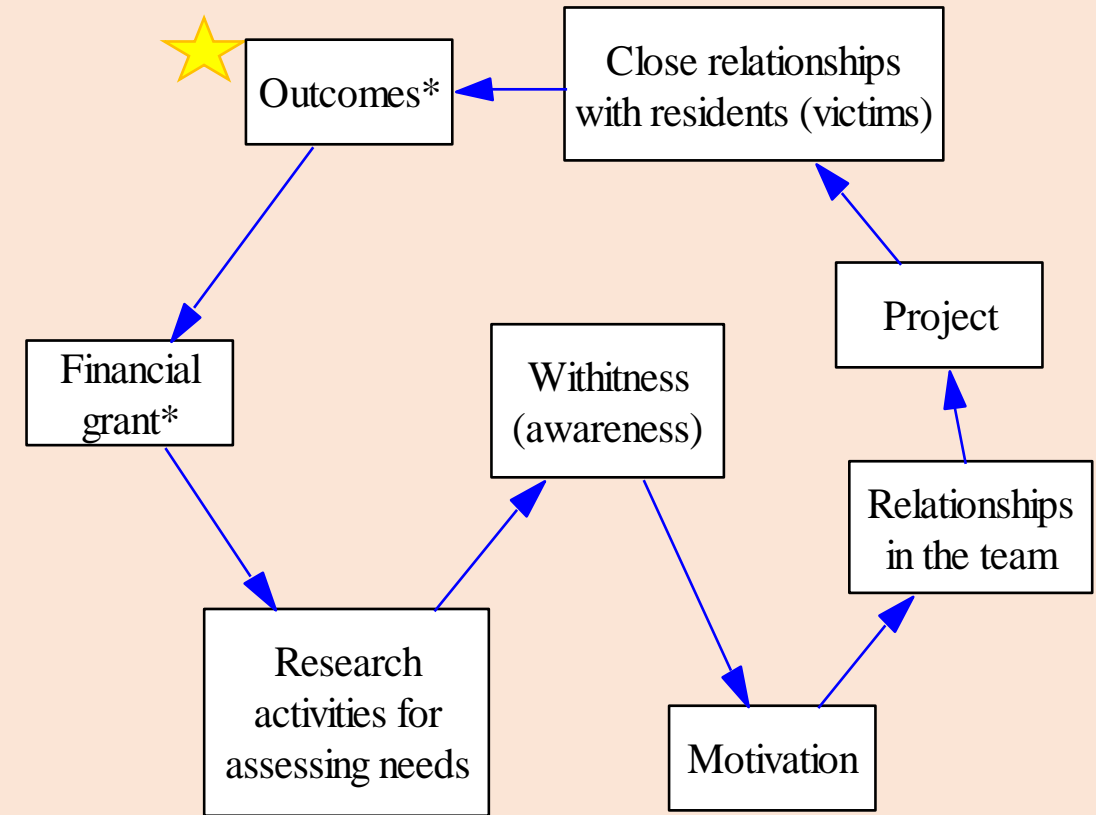 Close relationships
with residents (victims)
Outcomes*
Project
Withitness
(awareness)
Financial
grant*
Relationships
in the team
Research
activities for
assessing needs
Motivation